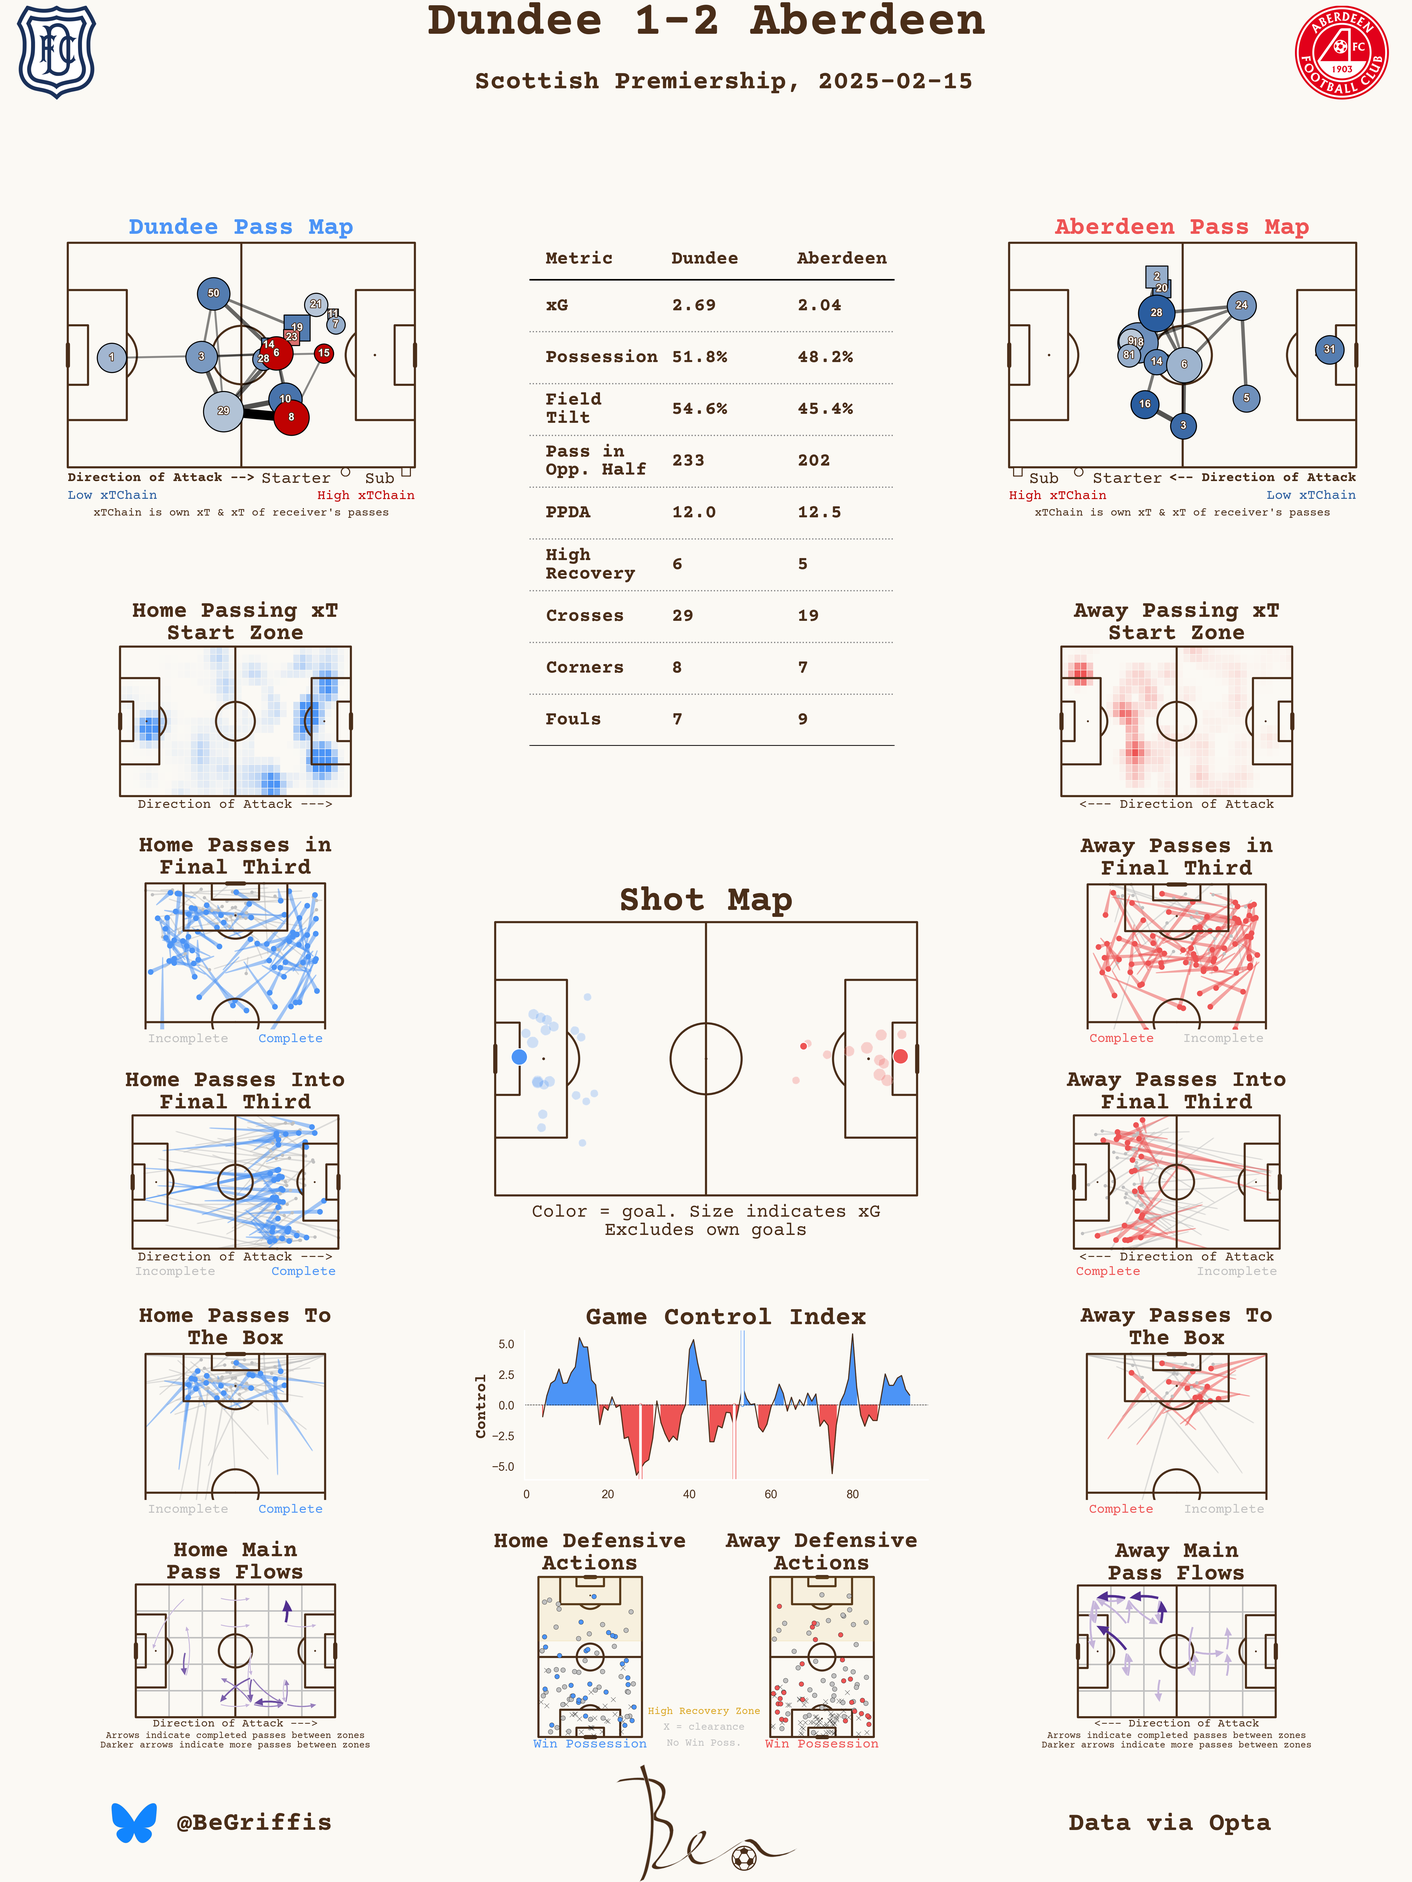 Dundee 1-2 Aberdeen
Scottish Premiership, 2025-02-15
DFC
ABERDEEN
FC
1903
FOOTBALL CLUB
Dundee Pass Map
50
21
11
7
19
23
14
6
28
15
1
3
10
29
8
Direction of Attack --> Starter Sub
Low xTChain High xTChain
xTChain is own xT & xT of receiver's passes
Metric Dundee Aberdeen
xG 2.69 2.04
Possession 51.8% 48.2%
Field
Tilt 54.6% 45.4%
Pass in
Opp. Half 233 202
PPDA 12.0 12.5
High
Recovery 6 5
Crosses 29 19
Corners 8 7
Fouls 7 9
Aberdeen Pass Map
2
20
28
24
9
18
81
14
6
31
16
5
3
Sub Starter <-- Direction of Attack
High xTChain Low xTChain
xTChain is own xT & xT of receiver's passes
Home Passing xT
Start Zone
Direction of Attack --->
Away Passing xT
Start Zone
<--- Direction of Attack
Home Passes in
Final Third
Incomplete Complete
Away Passes in
Final Third
Complete Incomplete
Shot Map
Color = goal. Size indicates xG
Excludes own goals
Home Passes Into
Final Third
Direction of Attack --->
Incomplete Complete
Away Passes Into
Final Third
<--- Direction of Attack
Complete Incomplete
Home Passes To
The Box
Incomplete Complete
Game Control Index
Control
5.0
2.5
0.0
−2.5
−5.0
0 20 40 60 80
Away Passes To
The Box
Complete Incomplete
Home Main
Pass Flows
Direction of Attack --->
Arrows indicate completed passes between zones
Darker arrows indicate more passes between zones
Home Defensive
Actions
Win Possession
Away Defensive
Actions
Win Possession
High Recovery Zone
X = clearance
No Win Poss.
Away Main
Pass Flows
<--- Direction of Attack
Arrows indicate completed passes between zones
Darker arrows indicate more passes between zones
@BeGriffis
Ben
Data via Opta